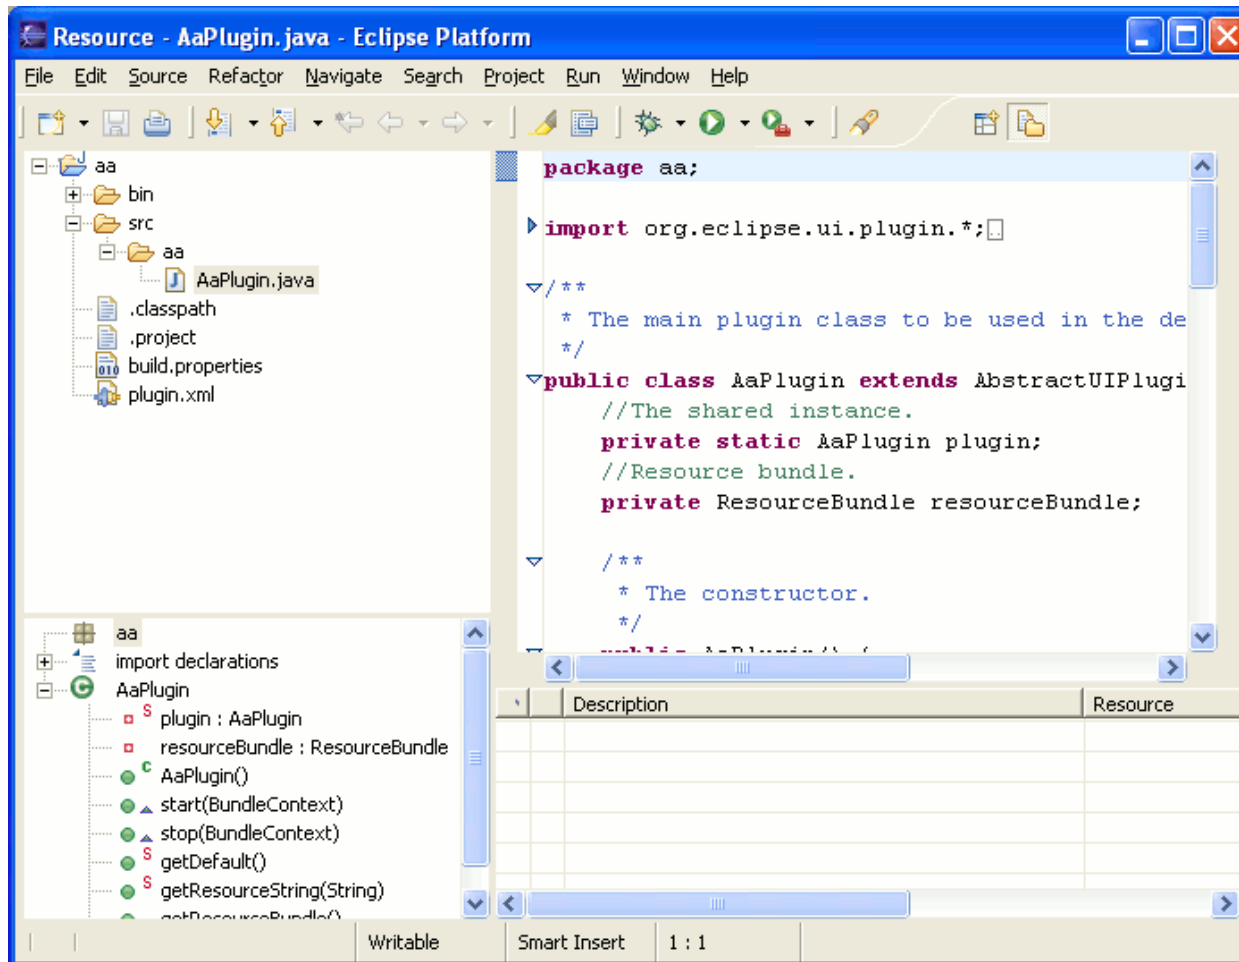 Resource - AaPlugin.java - Eclipse Platform
File Edit Source Refactor Navigate Search Project Run Window Help
aa
bin
src
aa
AaPlugin.java
.classpath
.project
build.properties
plugin.xml
package aa;
import org.eclipse.ui.plugin.*;
/**
* The main plugin class to be used in the de
*/
public class AaPlugin extends AbstractUIPlugi
//The shared instance.
private static AaPlugin plugin;
//Resource bundle.
private ResourceBundle resourceBundle;
/**
* The constructor.
*/
public AaPlugin() {
aa
import declarations
AaPlugin
plugin : AaPlugin
resourceBundle : ResourceBundle
AaPlugin()
start(BundleContext)
stop(BundleContext)
getDefault()
getResourceString(String)
getResourceBundle()
Description Resource
Writable Smart Insert 1 : 1